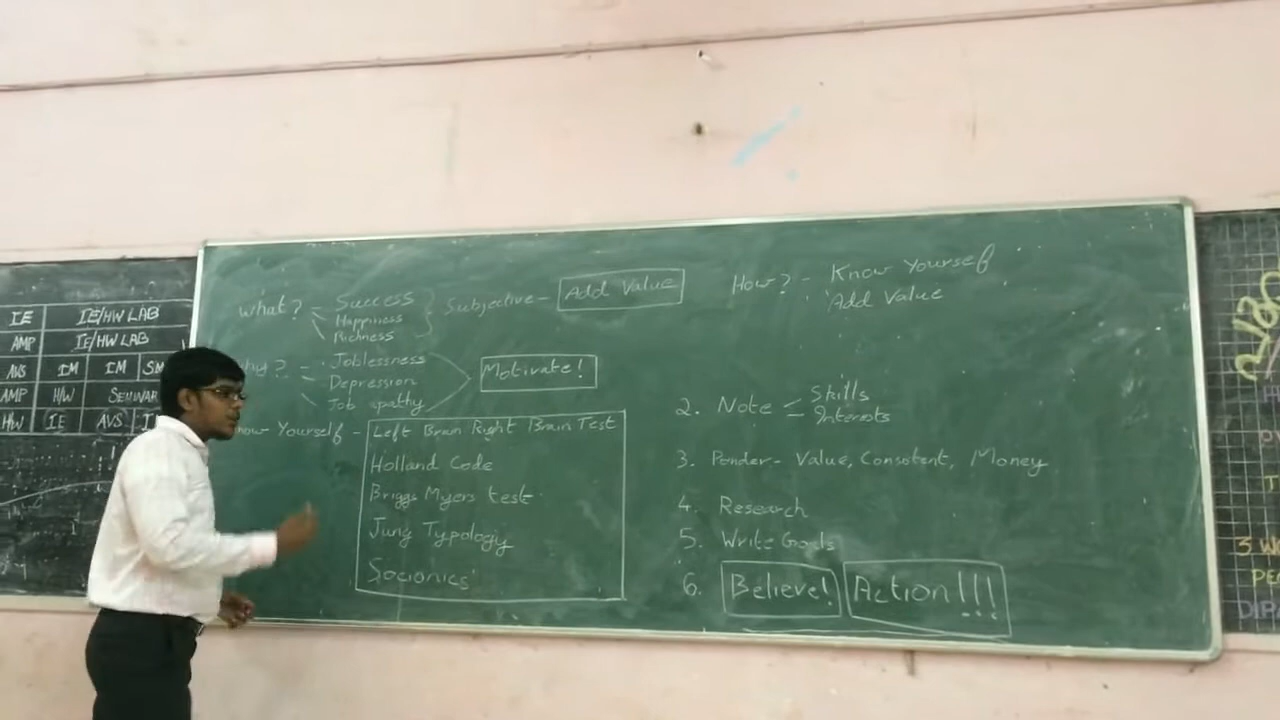 IE IE/HW LAB
AMP IE/HW LAB
AVS IM IM SM
AMP H/W SEMINAR
H/W IE AVS I
What? - Success
Happiness
Richness
Subjective - Add Value
Why? - Joblessness
Depression
Job apathy
Motivate!
Know Yourself - Left Brain Right Brain Test
Holland Code
Briggs Myers test
Jung Typology
Socionics
How? - Know Yourself
Add Value
2. Note < Skills
Interests
3. Ponder - Value, Consistent, Money
4. Research
5. Write Goals
6. Believe! Action!!!
3 W
PE
DIPA